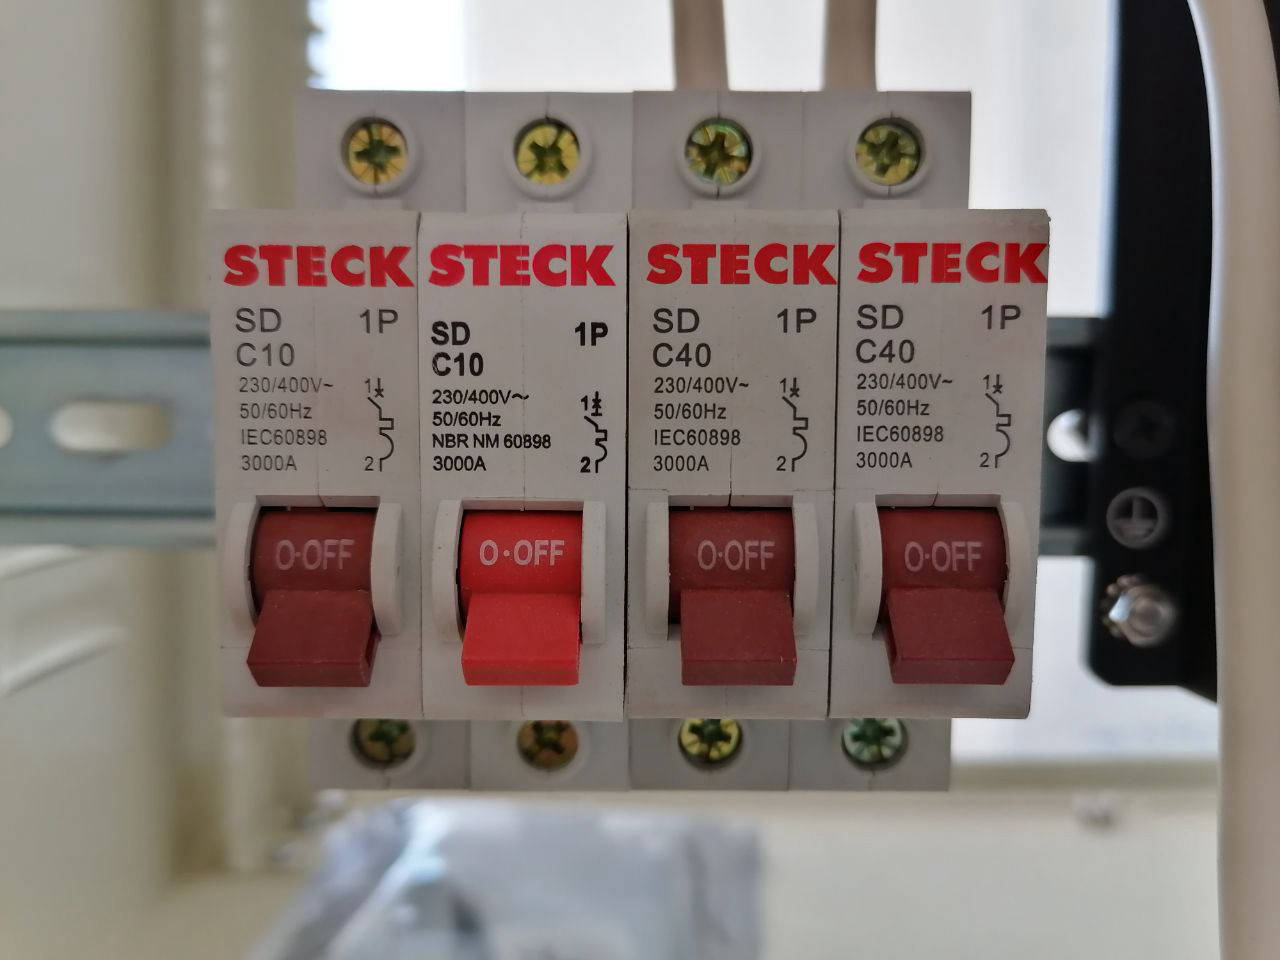 STECK
SD 1P
C10
230/400V~
50/60Hz
IEC60898
3000A
1
2
O·OFF
STECK
SD 1P
C10
230/400V~
50/60Hz
NBR NM 60898
3000A
1
2
O·OFF
STECK
SD 1P
C40
230/400V~
50/60Hz
IEC60898
3000A
1
2
O·OFF
STECK
SD 1P
C40
230/400V~
50/60Hz
IEC60898
3000A
1
2
O·OFF